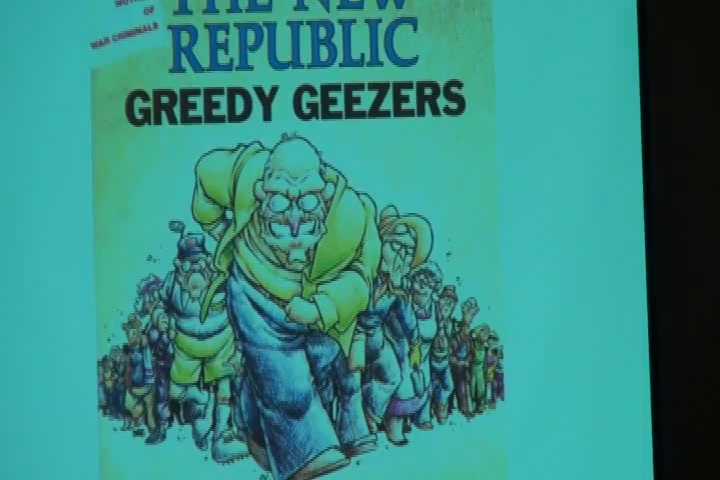 OF
WAR CRIMINALS
THE NEW
REPUBLIC
GREEDY GEEZERS